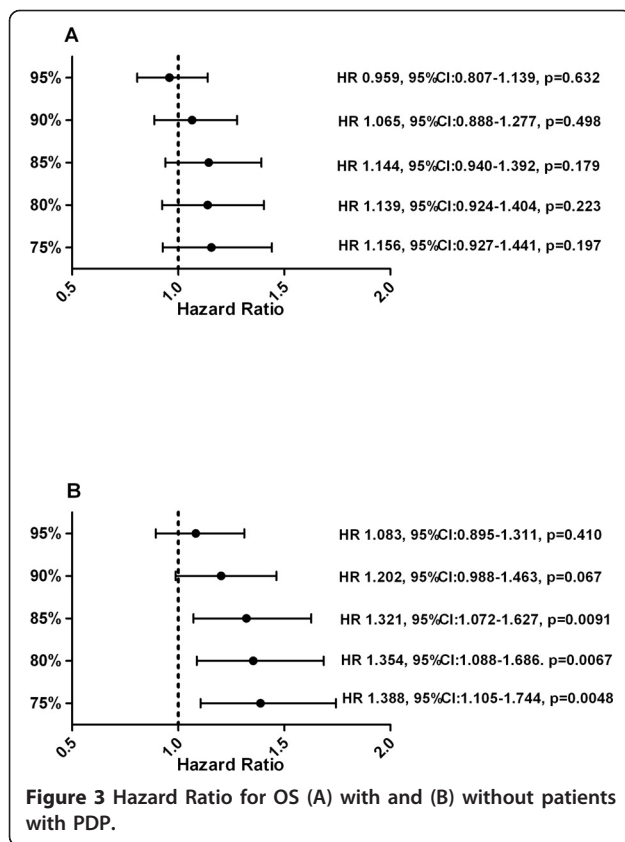 A
95% HR 0.959, 95%CI:0.807-1.139, p=0.632
90% HR 1.065, 95%CI:0.888-1.277, p=0.498
85% HR 1.144, 95%CI:0.940-1.392, p=0.179
80% HR 1.139, 95%CI:0.924-1.404, p=0.223
75% HR 1.156, 95%CI:0.927-1.441, p=0.197
0.5 1.0 1.5 2.0
Hazard Ratio
B
95% HR 1.083, 95%CI:0.895-1.311, p=0.410
90% HR 1.202, 95%CI:0.988-1.463, p=0.067
85% HR 1.321, 95%CI:1.072-1.627, p=0.0091
80% HR 1.354, 95%CI:1.088-1.686. p=0.0067
75% HR 1.388, 95%CI:1.105-1.744, p=0.0048
0.5 1.0 1.5 2.0
Hazard Ratio
Figure 3 Hazard Ratio for OS (A) with and (B) without patients
with PDP.